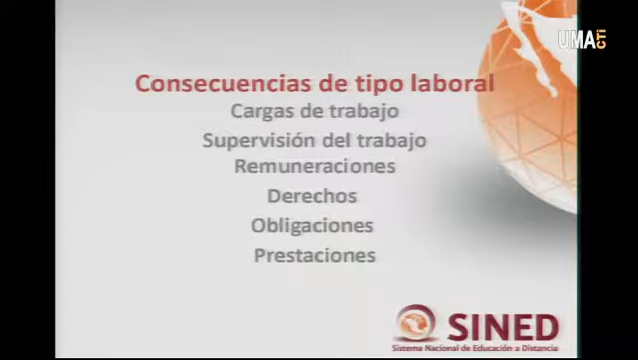 UMA CTI
Consecuencias de tipo laboral
Cargas de trabajo
Supervisión del trabajo
Remuneraciones
Derechos
Obligaciones
Prestaciones
SINED
Sistema Nacional de Educación a Distancia